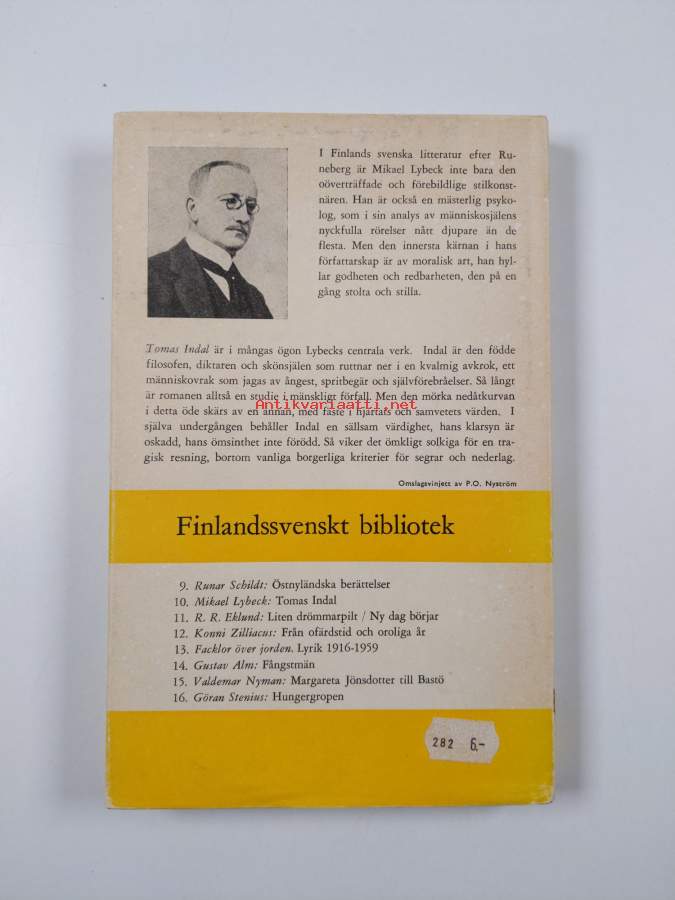 I Finlands svenska litteratur efter Ru-
neberg är Mikael Lybeck inte bara den
oöverträffade och förebildlige stilkonst-
nären. Han är också en mästerlig psyko-
log, som i sin analys av människosjälens
nyckfulla rörelser nått djupare än de
flesta. Men den innersta kärnan i hans
författarskap är av moralisk art, han hyl-
lar godheten och redbarheten, den på en
gång stolta och stilla.
Tomas Indal är i mångas ögon Lybecks centrala verk. Indal är den födde
filosofen, diktaren och skönsjälen som ruttnar ner i en kvalmig avkrok, ett
människovrak som jagas av ångest, spritbegär och självförebråelser. Så långt
är romanen alltså en studie i mänskligt förfall. Men den mörka nedåtkurvan
Antikvariaatti.net
i detta öde skärs av en annan, med fäste i hjärtats och samvetets värden. I
själva undergången behåller Indal en sällsam värdighet, hans klarsyn är
oskadd, hans ömsinthet inte förödd. Så viker det ömkligt solkiga för en tra-
gisk resning, bortom vanliga borgerliga kriterier för segrar och nederlag.
Omslagsvinjett av P.O. Nyström
Finlandssvenskt bibliotek
9. Runar Schildt: Östnyländska berättelser
10. Mikael Lybeck: Tomas Indal
11. R. R. Eklund: Liten drömmarpilt / Ny dag börjar
12. Konni Zilliacus: Från ofärdstid och oroliga år
13. Facklor över jorden. Lyrik 1916-1959
14. Gustav Alm: Fångstmän
15. Valdemar Nyman: Margareta Jönsdotter till Bastö
16. Göran Stenius: Hungergropen
282 6.-